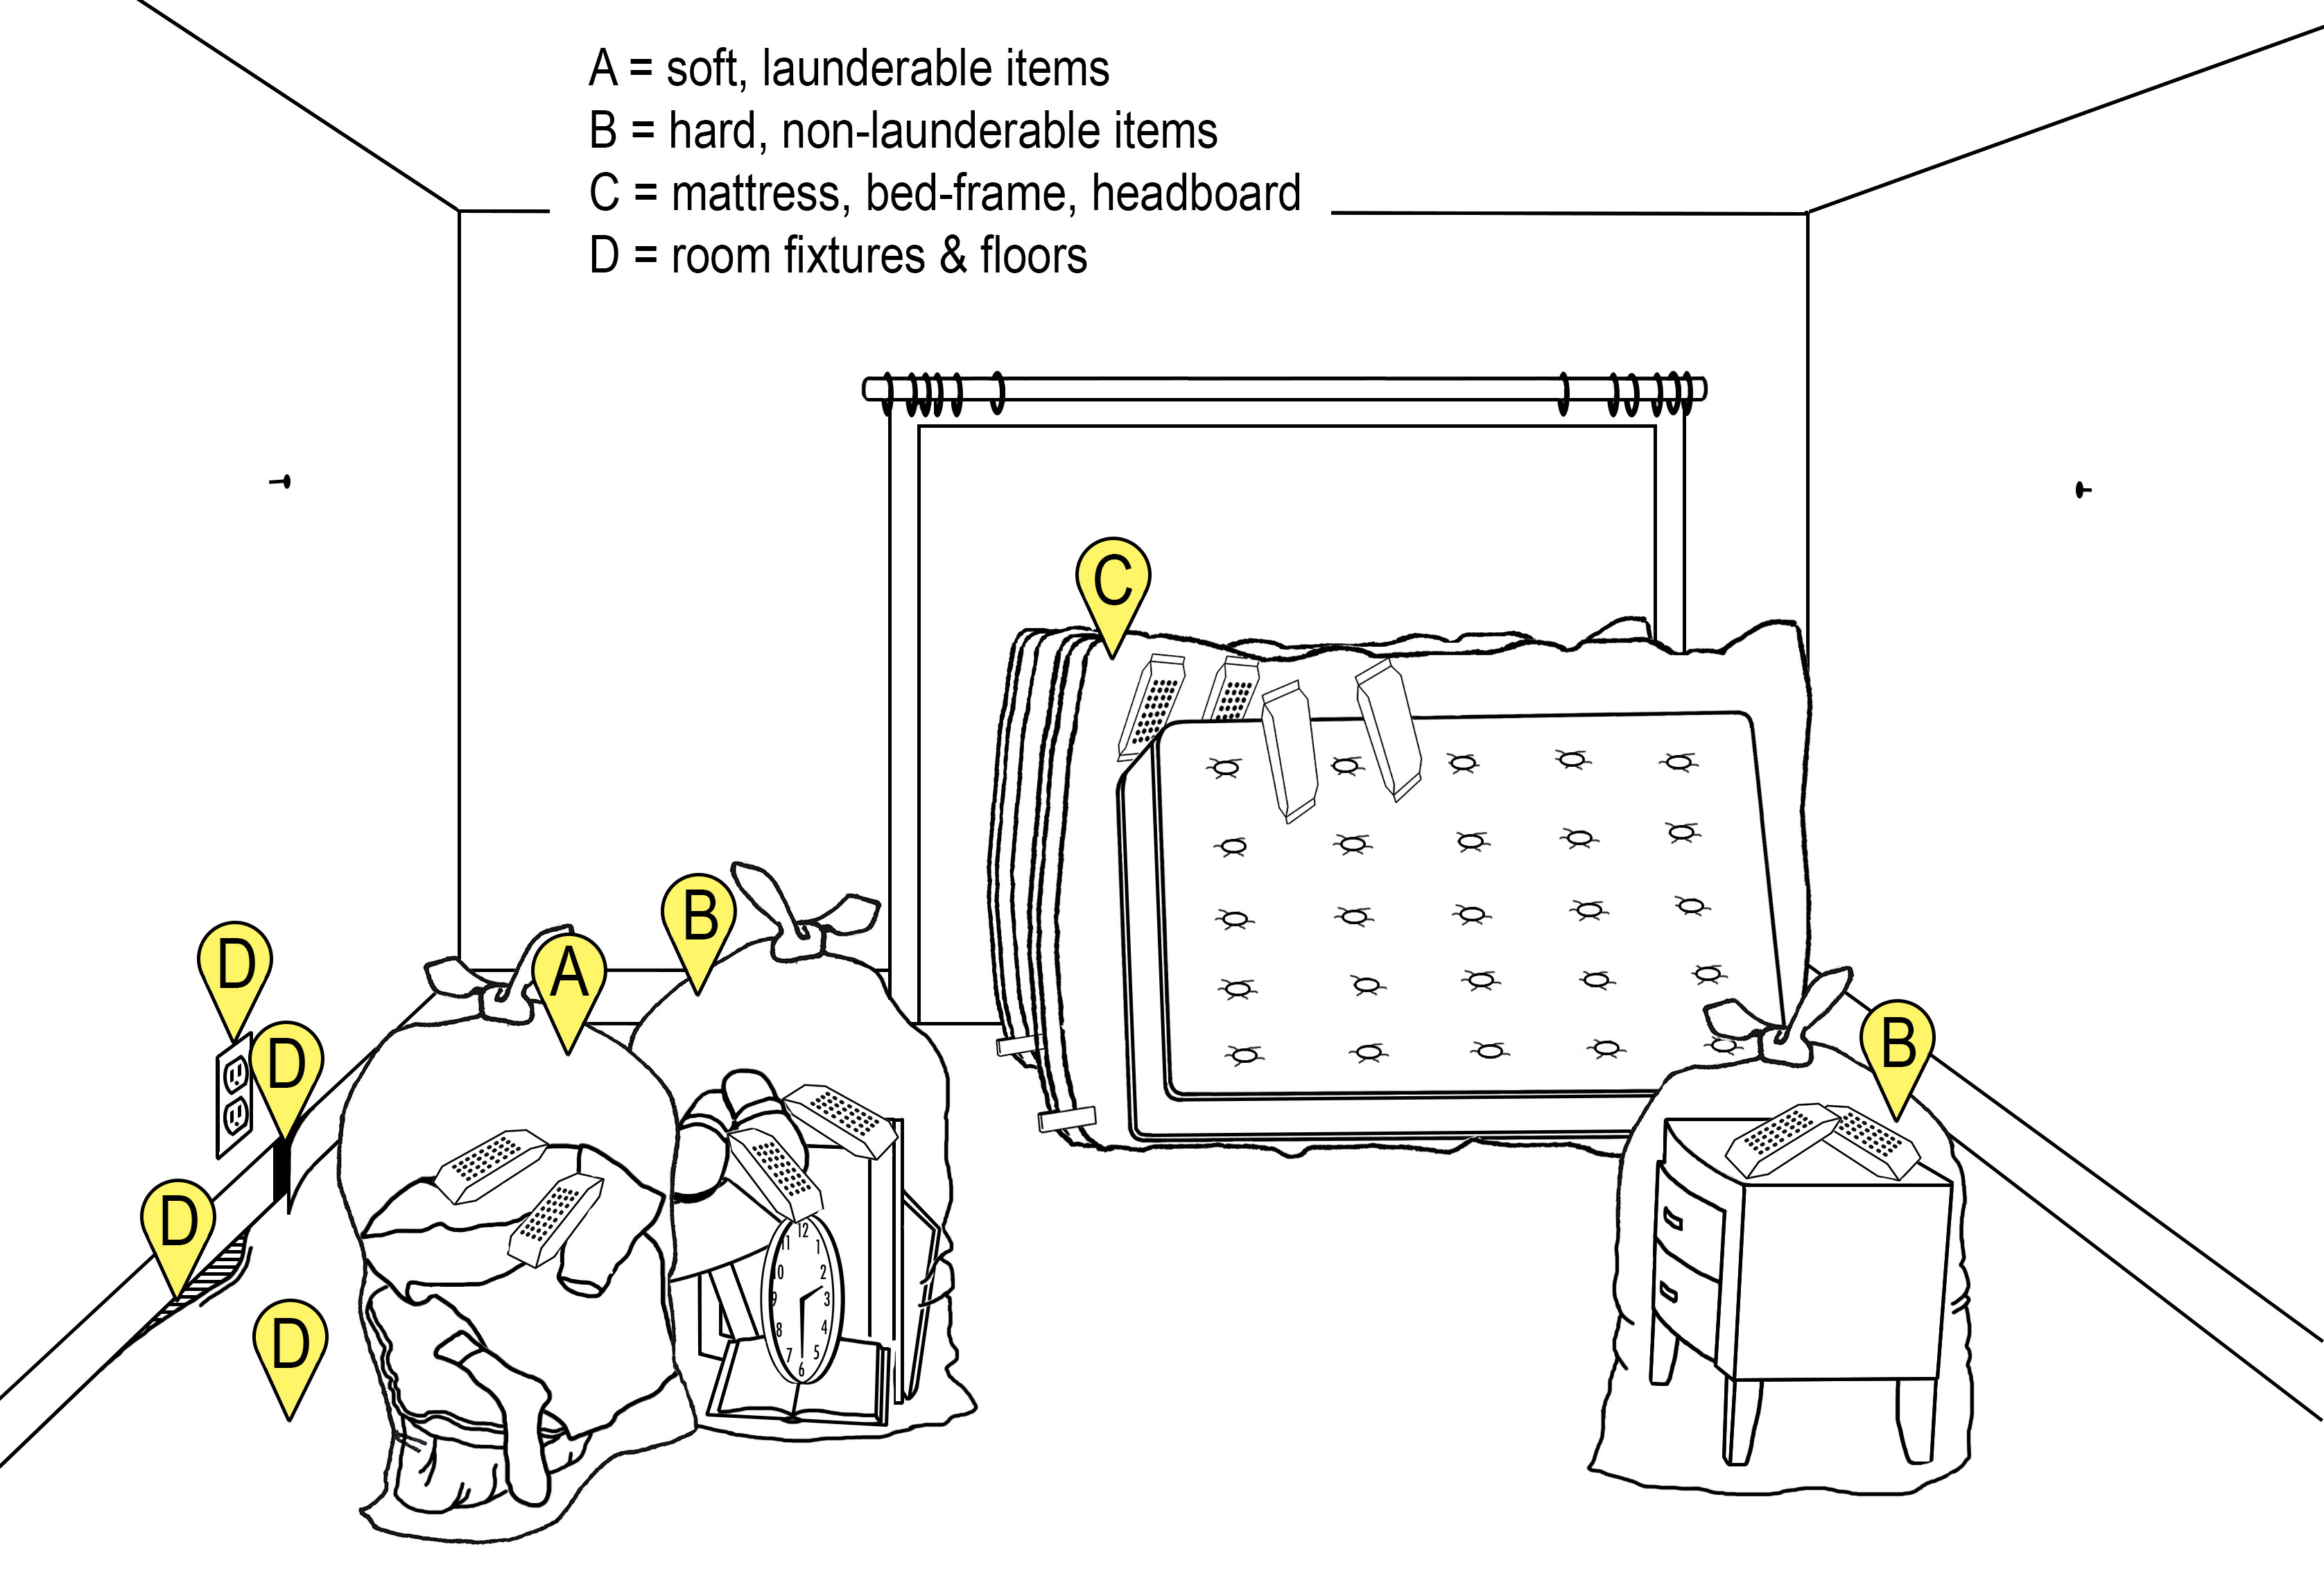 A = soft, launderable items
B = hard, non-launderable items
C = mattress, bed-frame, headboard
D = room fixtures & floors
C
B
A
D
B
D
D
D
12
11
1
10
2
9
3
8
4
7
5
6